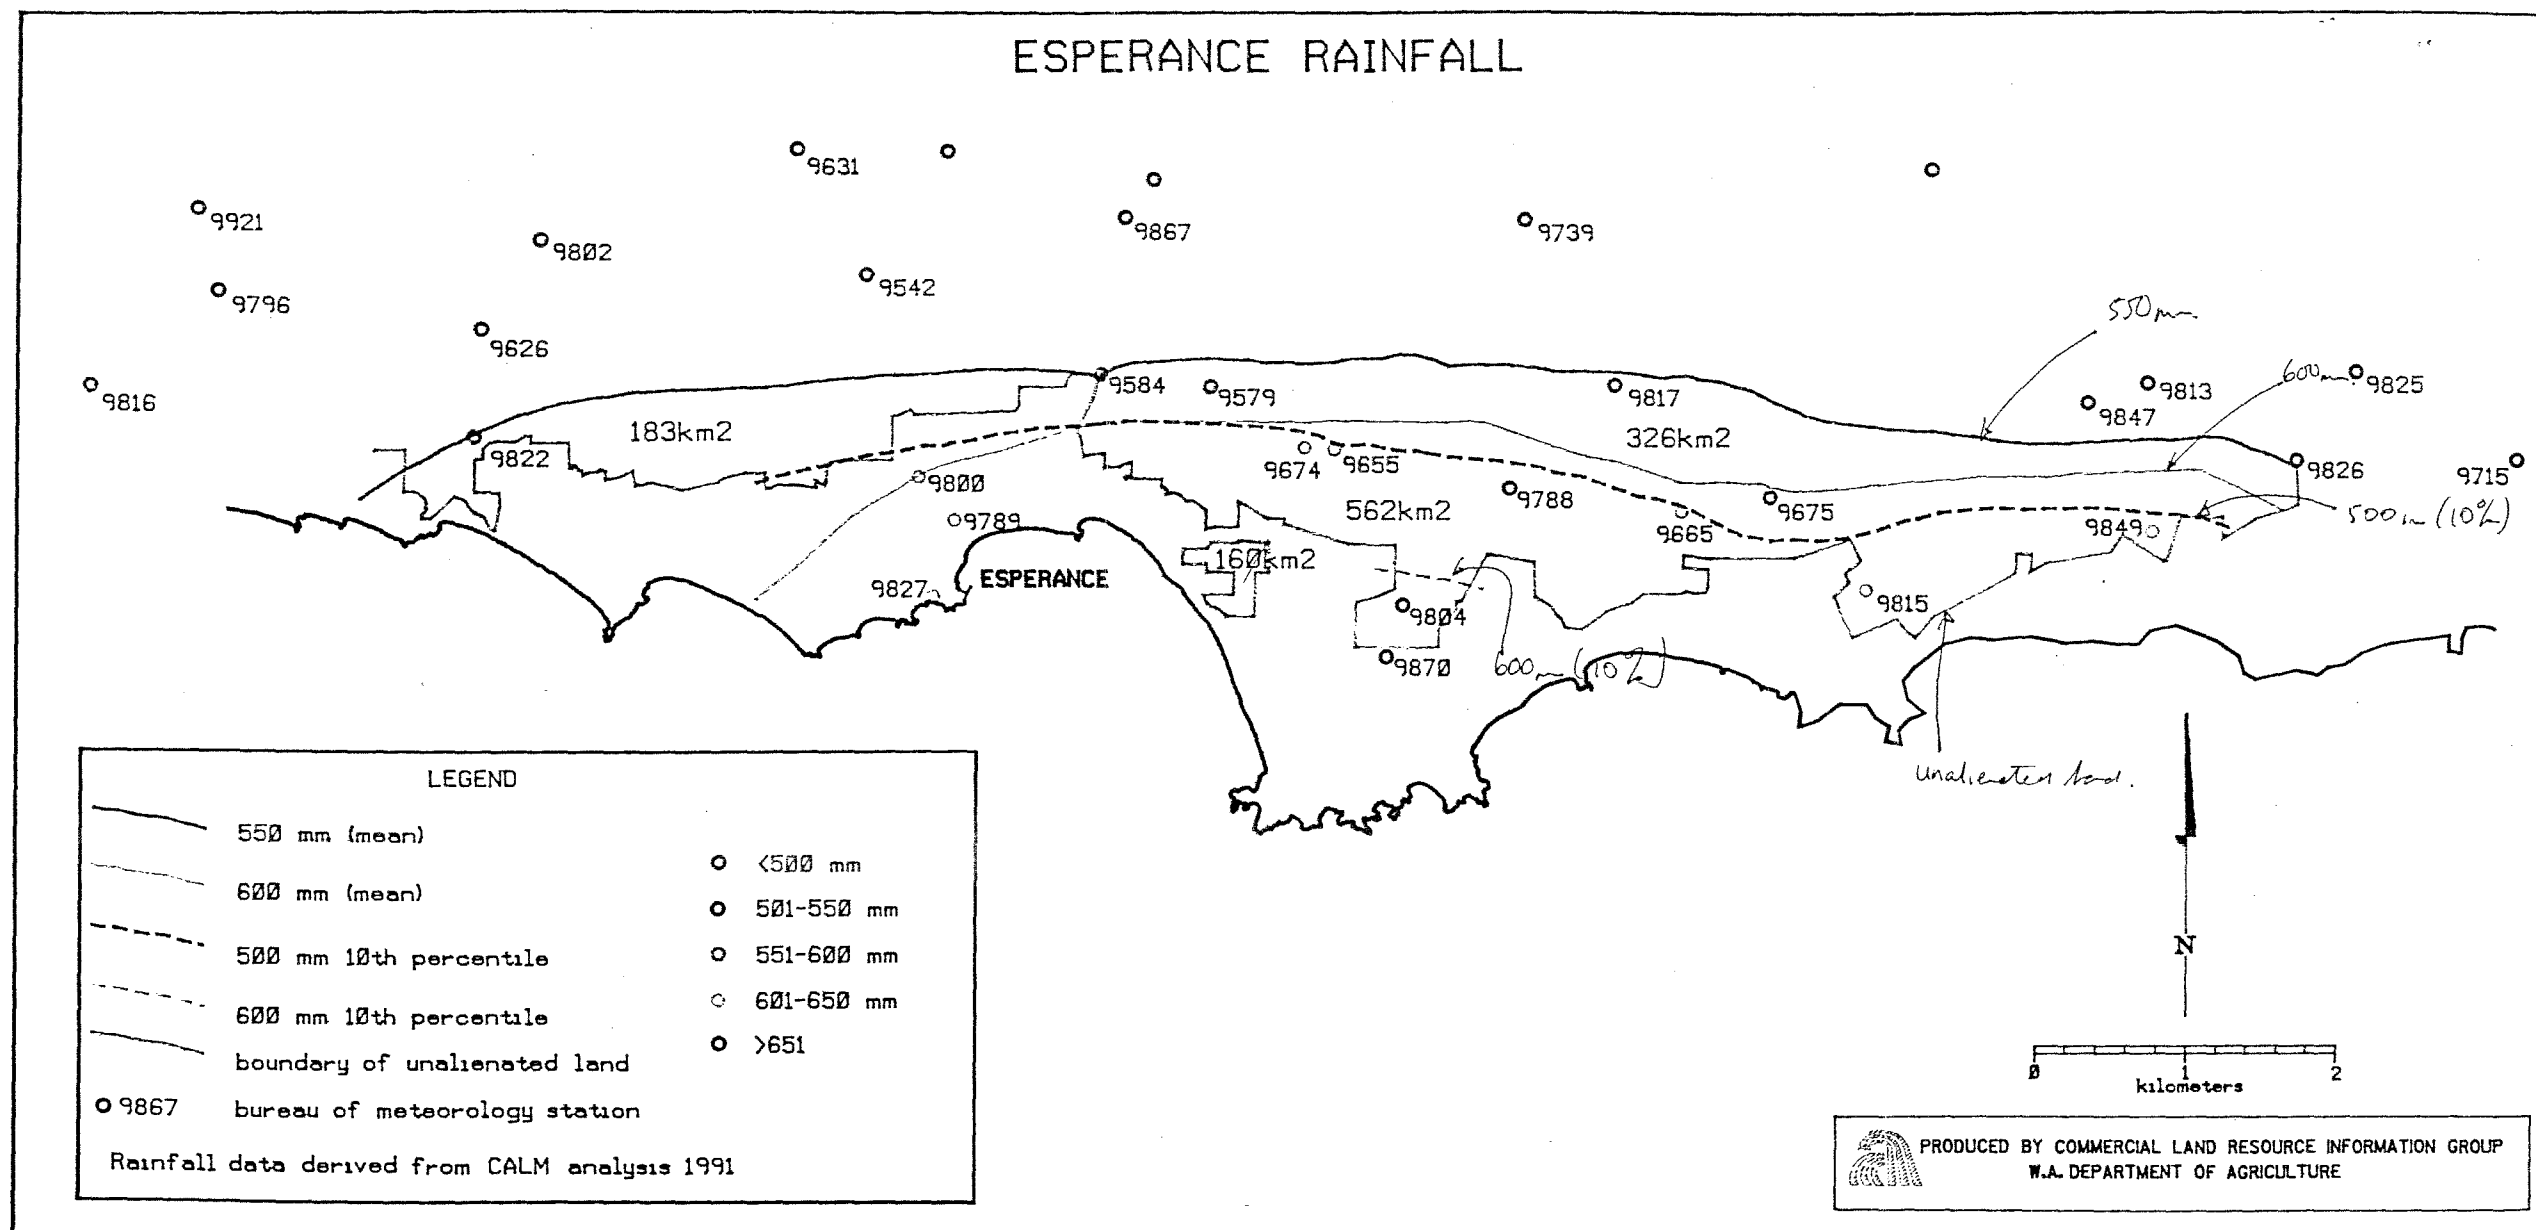 ESPERANCE RAINFALL
9631
9921
9867
9739
9802
9542
9796
550mm
9626
600mm
9825
9584
9813
9816
9579
9817
9847
183km2
326km2
9822
9674
9655
9826
9715
9800
9788
562km2
9675
500m (10%)
9789
9665
9849
160km2
ESPERANCE
9827
9804
9815
9870
600m (10%)
unalienated land.
LEGEND
550 mm (mean)
600 mm (mean)
500 mm 10th percentile
600 mm 10th percentile
boundary of unalienated land
9867 bureau of meteorology station
<500 mm
501-550 mm
551-600 mm
601-650 mm
>651
Rainfall data derived from CALM analysis 1991
N
0 1 2
kilometers
PRODUCED BY COMMERCIAL LAND RESOURCE INFORMATION GROUP
W.A. DEPARTMENT OF AGRICULTURE